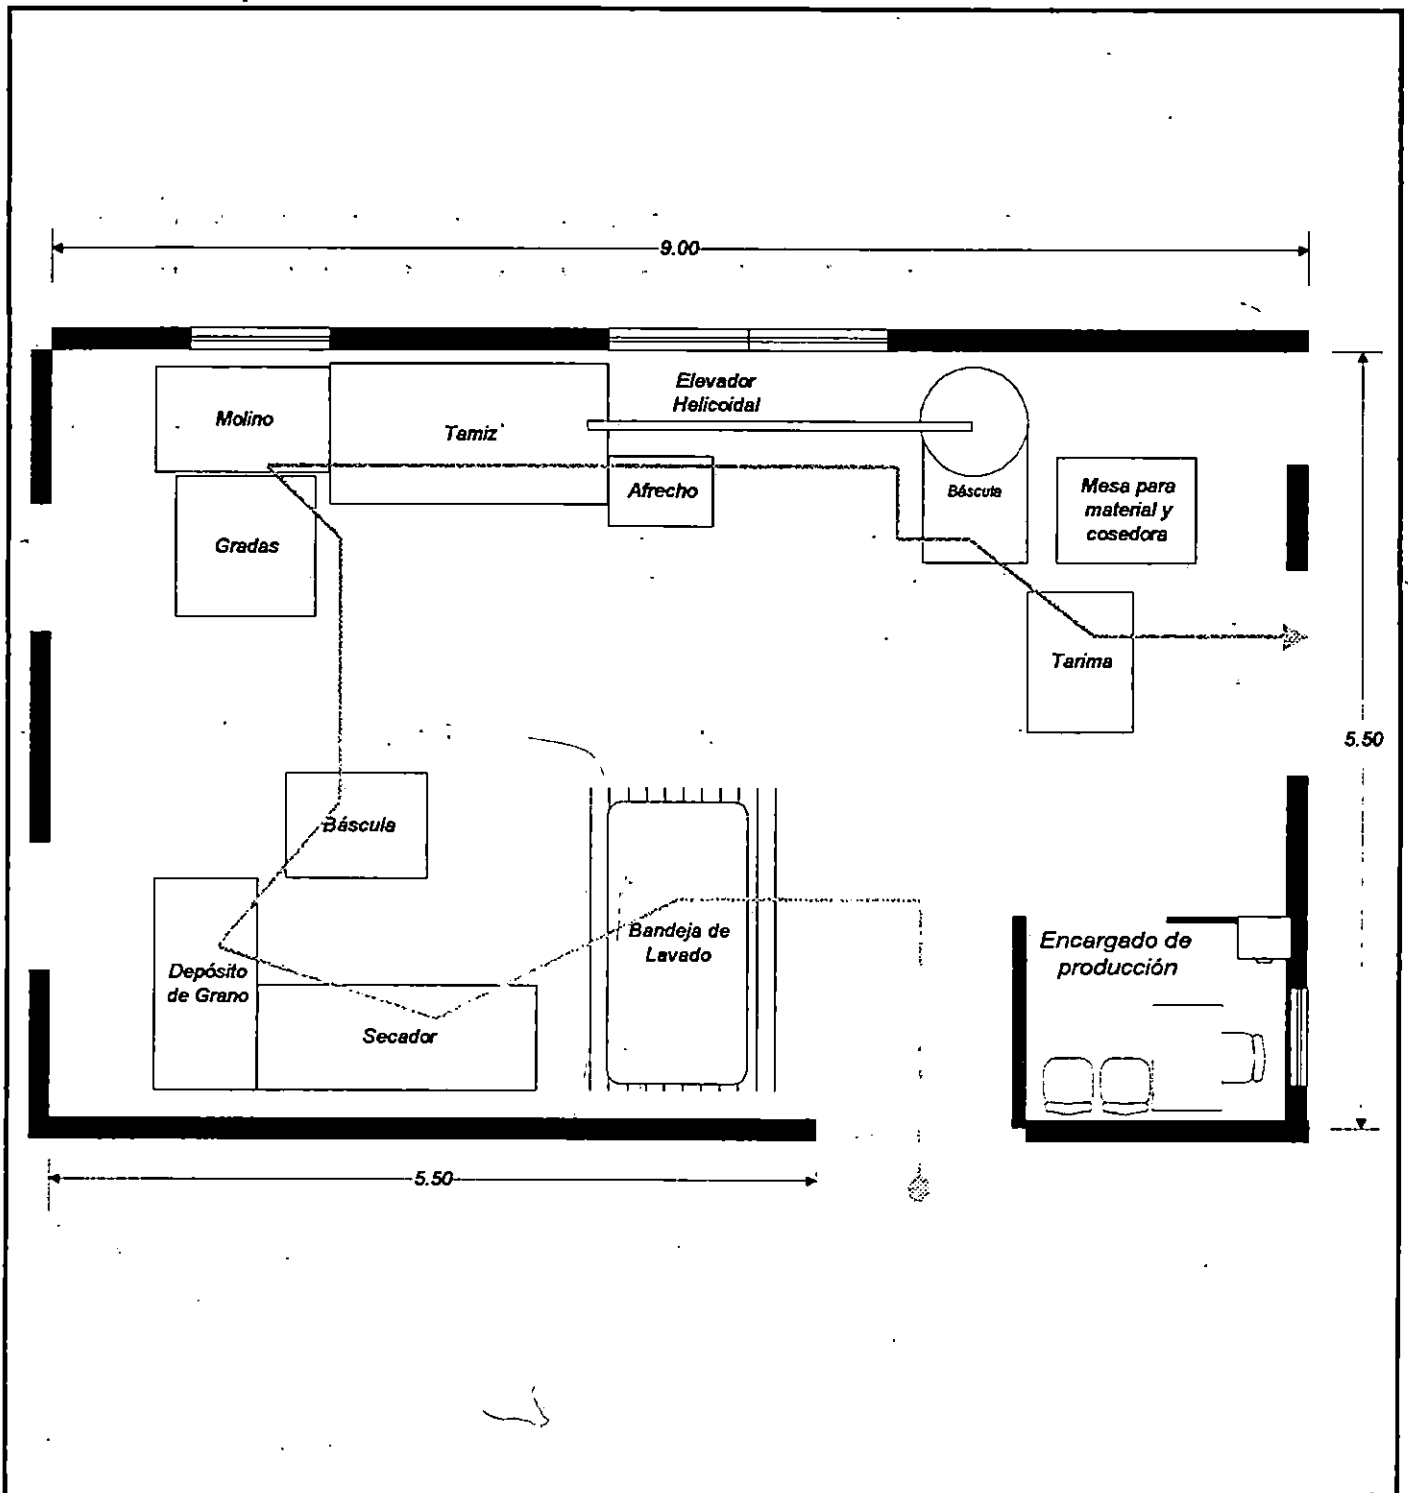 9.00
Elevador
Helicoidal
Molino
Tamiz
Afrecho
Báscula
Mesa para
material y
cosedora
Gradas
Tarima
5.50
Báscula
Bandeja de
Lavado
Encargado de
producción
Depósito
de Grano
Secador
5.50